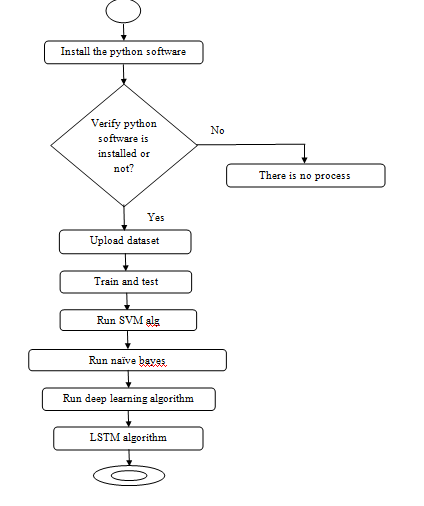 Install the python software
Verify python
software is
installed or
not?
No
There is no process
Yes
Upload dataset
Train and test
Run SVM alg
Run naïve bayes
Run deep learning algorithm
LSTM algorithm